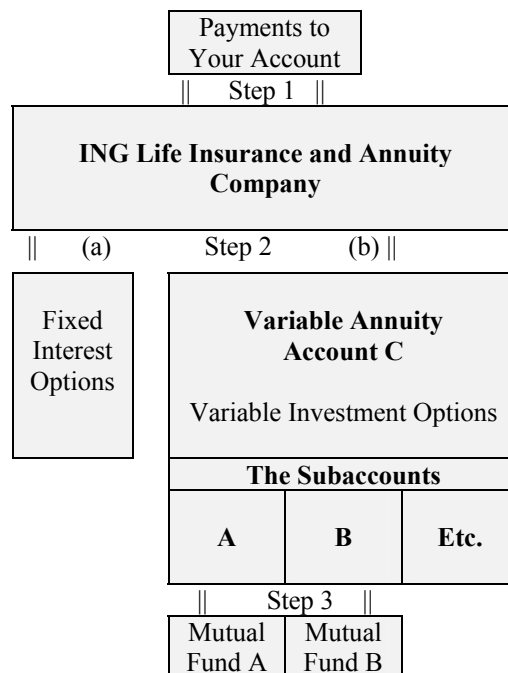 Payments to
Your Account
|| Step 1 ||
ING Life Insurance and Annuity
Company
|| (a) Step 2 (b) ||
Fixed
Interest
Options
Variable Annuity
Account C
Variable Investment Options
The Subaccounts
A B Etc.
|| Step 3 ||
Mutual
Fund A
Mutual
Fund B